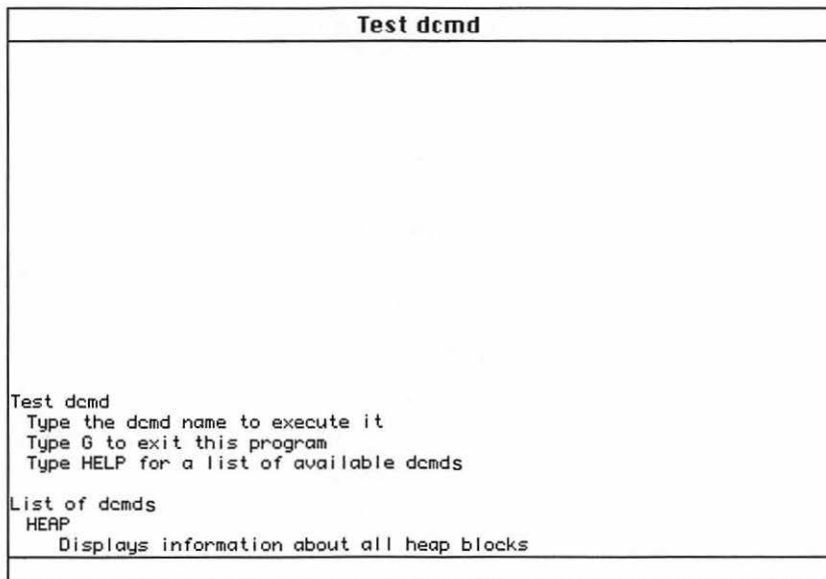 Test dcmd
Test dcmd
Type the dcmd name to execute it
Type G to exit this program
Type HELP for a list of available dcmds
List of dcmds
HEAP
Displays information about all heap blocks